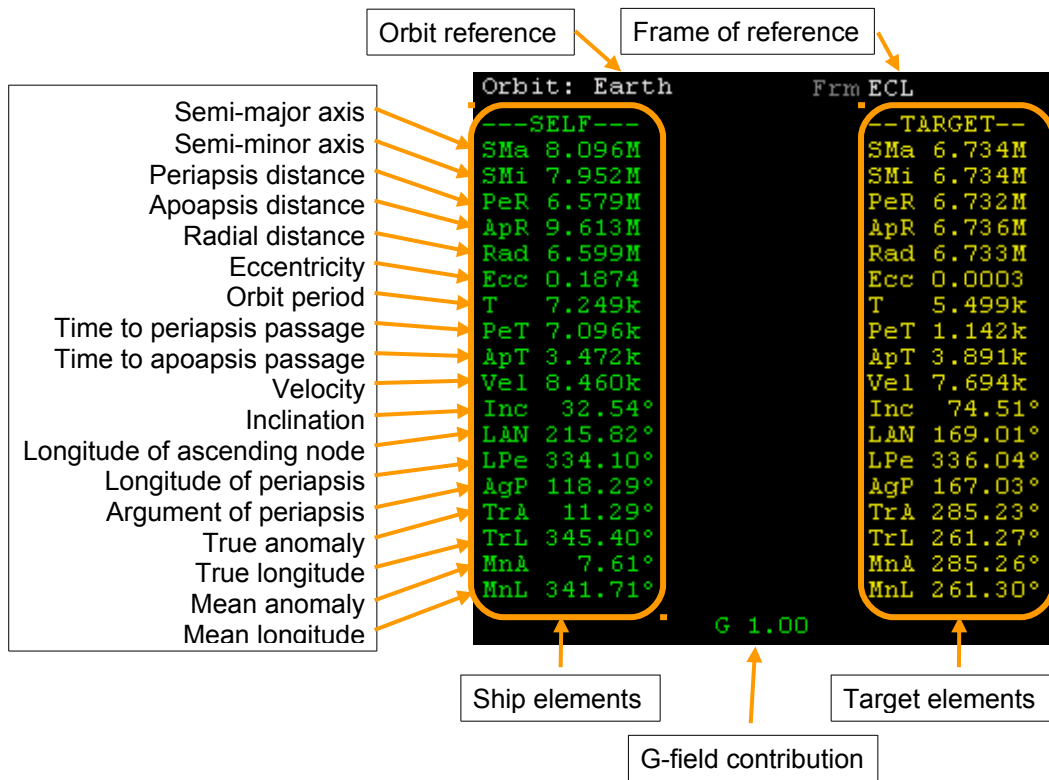 Orbit reference
Frame of reference
Semi-major axis
Semi-minor axis
Periapsis distance
Apoapsis distance
Radial distance
Eccentricity
Orbit period
Time to periapsis passage
Time to apoapsis passage
Velocity
Inclination
Longitude of ascending node
Longitude of periapsis
Argument of periapsis
True anomaly
True longitude
Mean anomaly
Mean longitude
Orbit: Earth
Frm ECL
---SELF---
SMa 8.096M
SMi 7.952M
PeR 6.579M
ApR 9.613M
Rad 6.599M
Ecc 0.1874
T 7.249k
PeT 7.096k
ApT 3.472k
Vel 8.460k
Inc 32.54°
LAN 215.82°
LPe 334.10°
AgP 118.29°
TrA 11.29°
TrL 345.40°
MnA 7.61°
MnL 341.71°
--TARGET--
SMa 6.734M
SMi 6.734M
PeR 6.732M
ApR 6.736M
Rad 6.733M
Ecc 0.0003
T 5.499k
PeT 1.142k
ApT 3.891k
Vel 7.694k
Inc 74.51°
LAN 169.01°
LPe 336.04°
AgP 167.03°
TrA 285.23°
TrL 261.27°
MnA 285.26°
MnL 261.30°
G 1.00
Ship elements
Target elements
G-field contribution